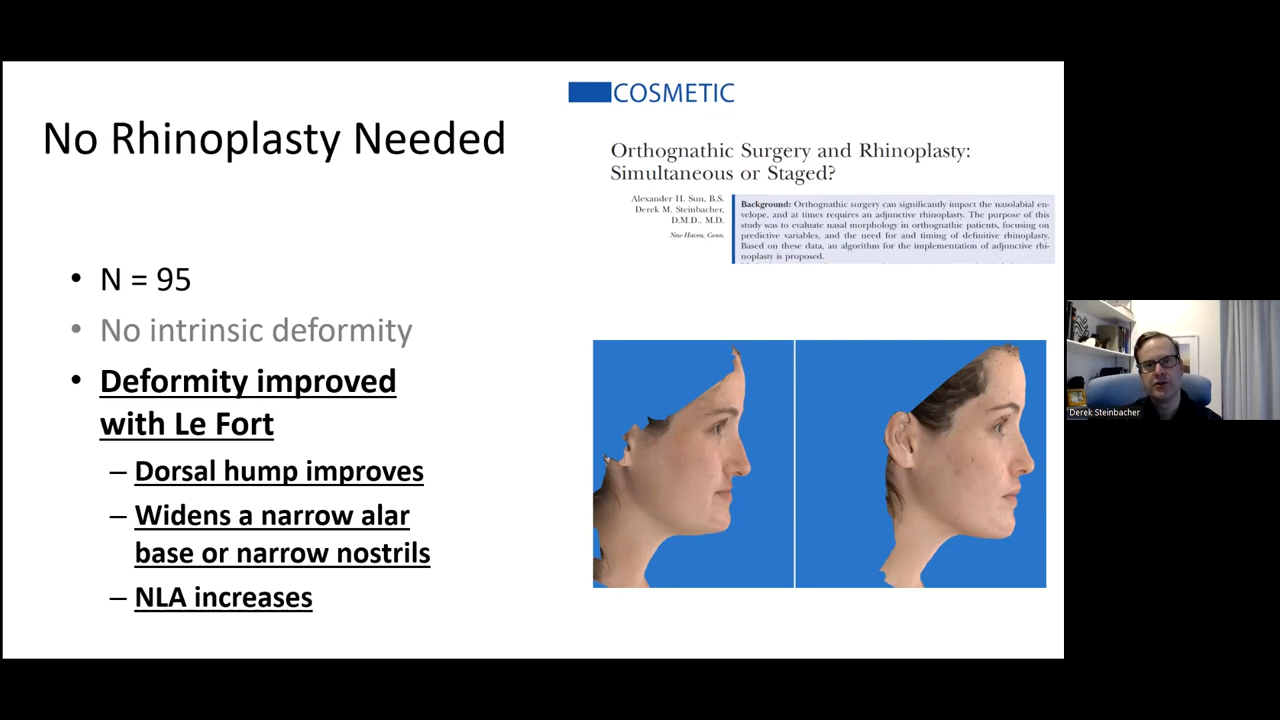 No Rhinoplasty Needed
• N = 95
• No intrinsic deformity
• Deformity improved
with Le Fort
– Dorsal hump improves
– Widens a narrow alar
base or narrow nostrils
– NLA increases
COSMETIC
Orthognathic Surgery and Rhinoplasty:
Simultaneous or Staged?
Alexander H. Sun, B.S.
Derek M. Steinbacher,
D.M.D., M.D.
New Haven, Conn.
Background: Orthognathic surgery can significantly impact the nasolabial en-
velope, and at times requires an adjunctive rhinoplasty. The purpose of this
study was to evaluate nasal morphology in orthognathic patients, focusing on
predictive variables, and the need for and timing of definitive rhinoplasty.
Based on these data, an algorithm for the implementation of adjunctive rhi-
noplasty is proposed.
Derek Steinbacher